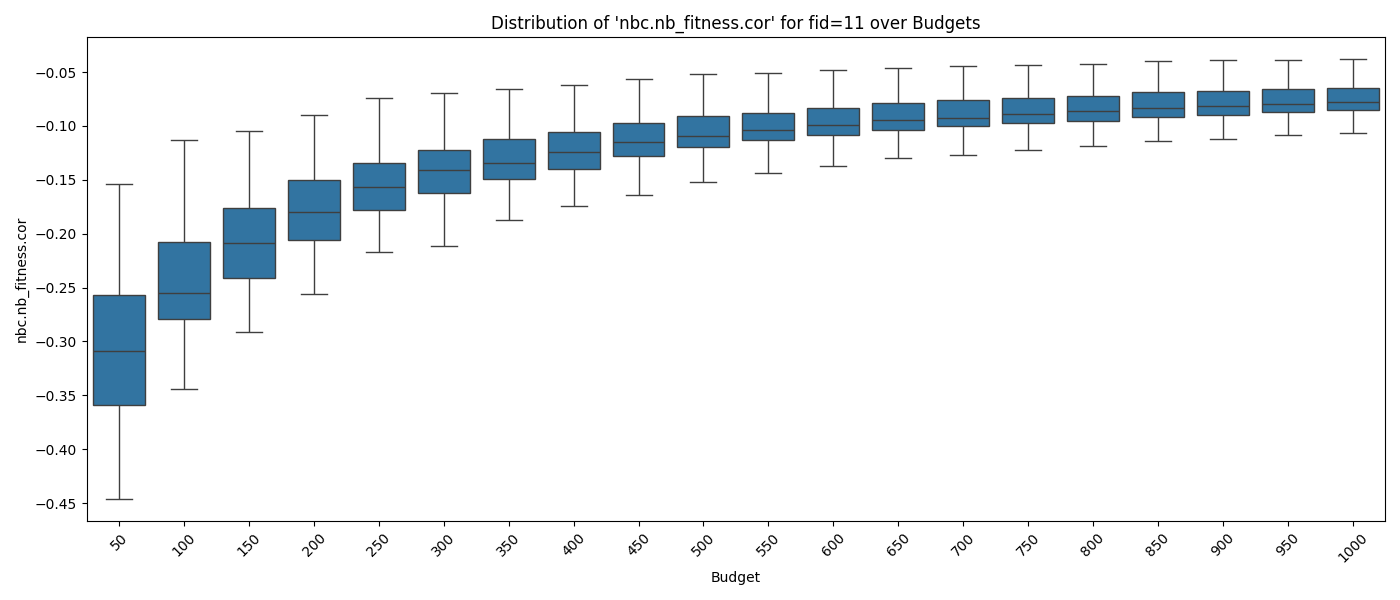 Distribution of 'nbc.nb_fitness.cor' for fid=11 over Budgets
nbc.nb_fitness.cor
−0.05
−0.10
−0.15
−0.20
−0.25
−0.30
−0.35
−0.40
−0.45
50 100 150 200 250 300 350 400 450 500 550 600 650 700 750 800 850 900 950 1000
Budget